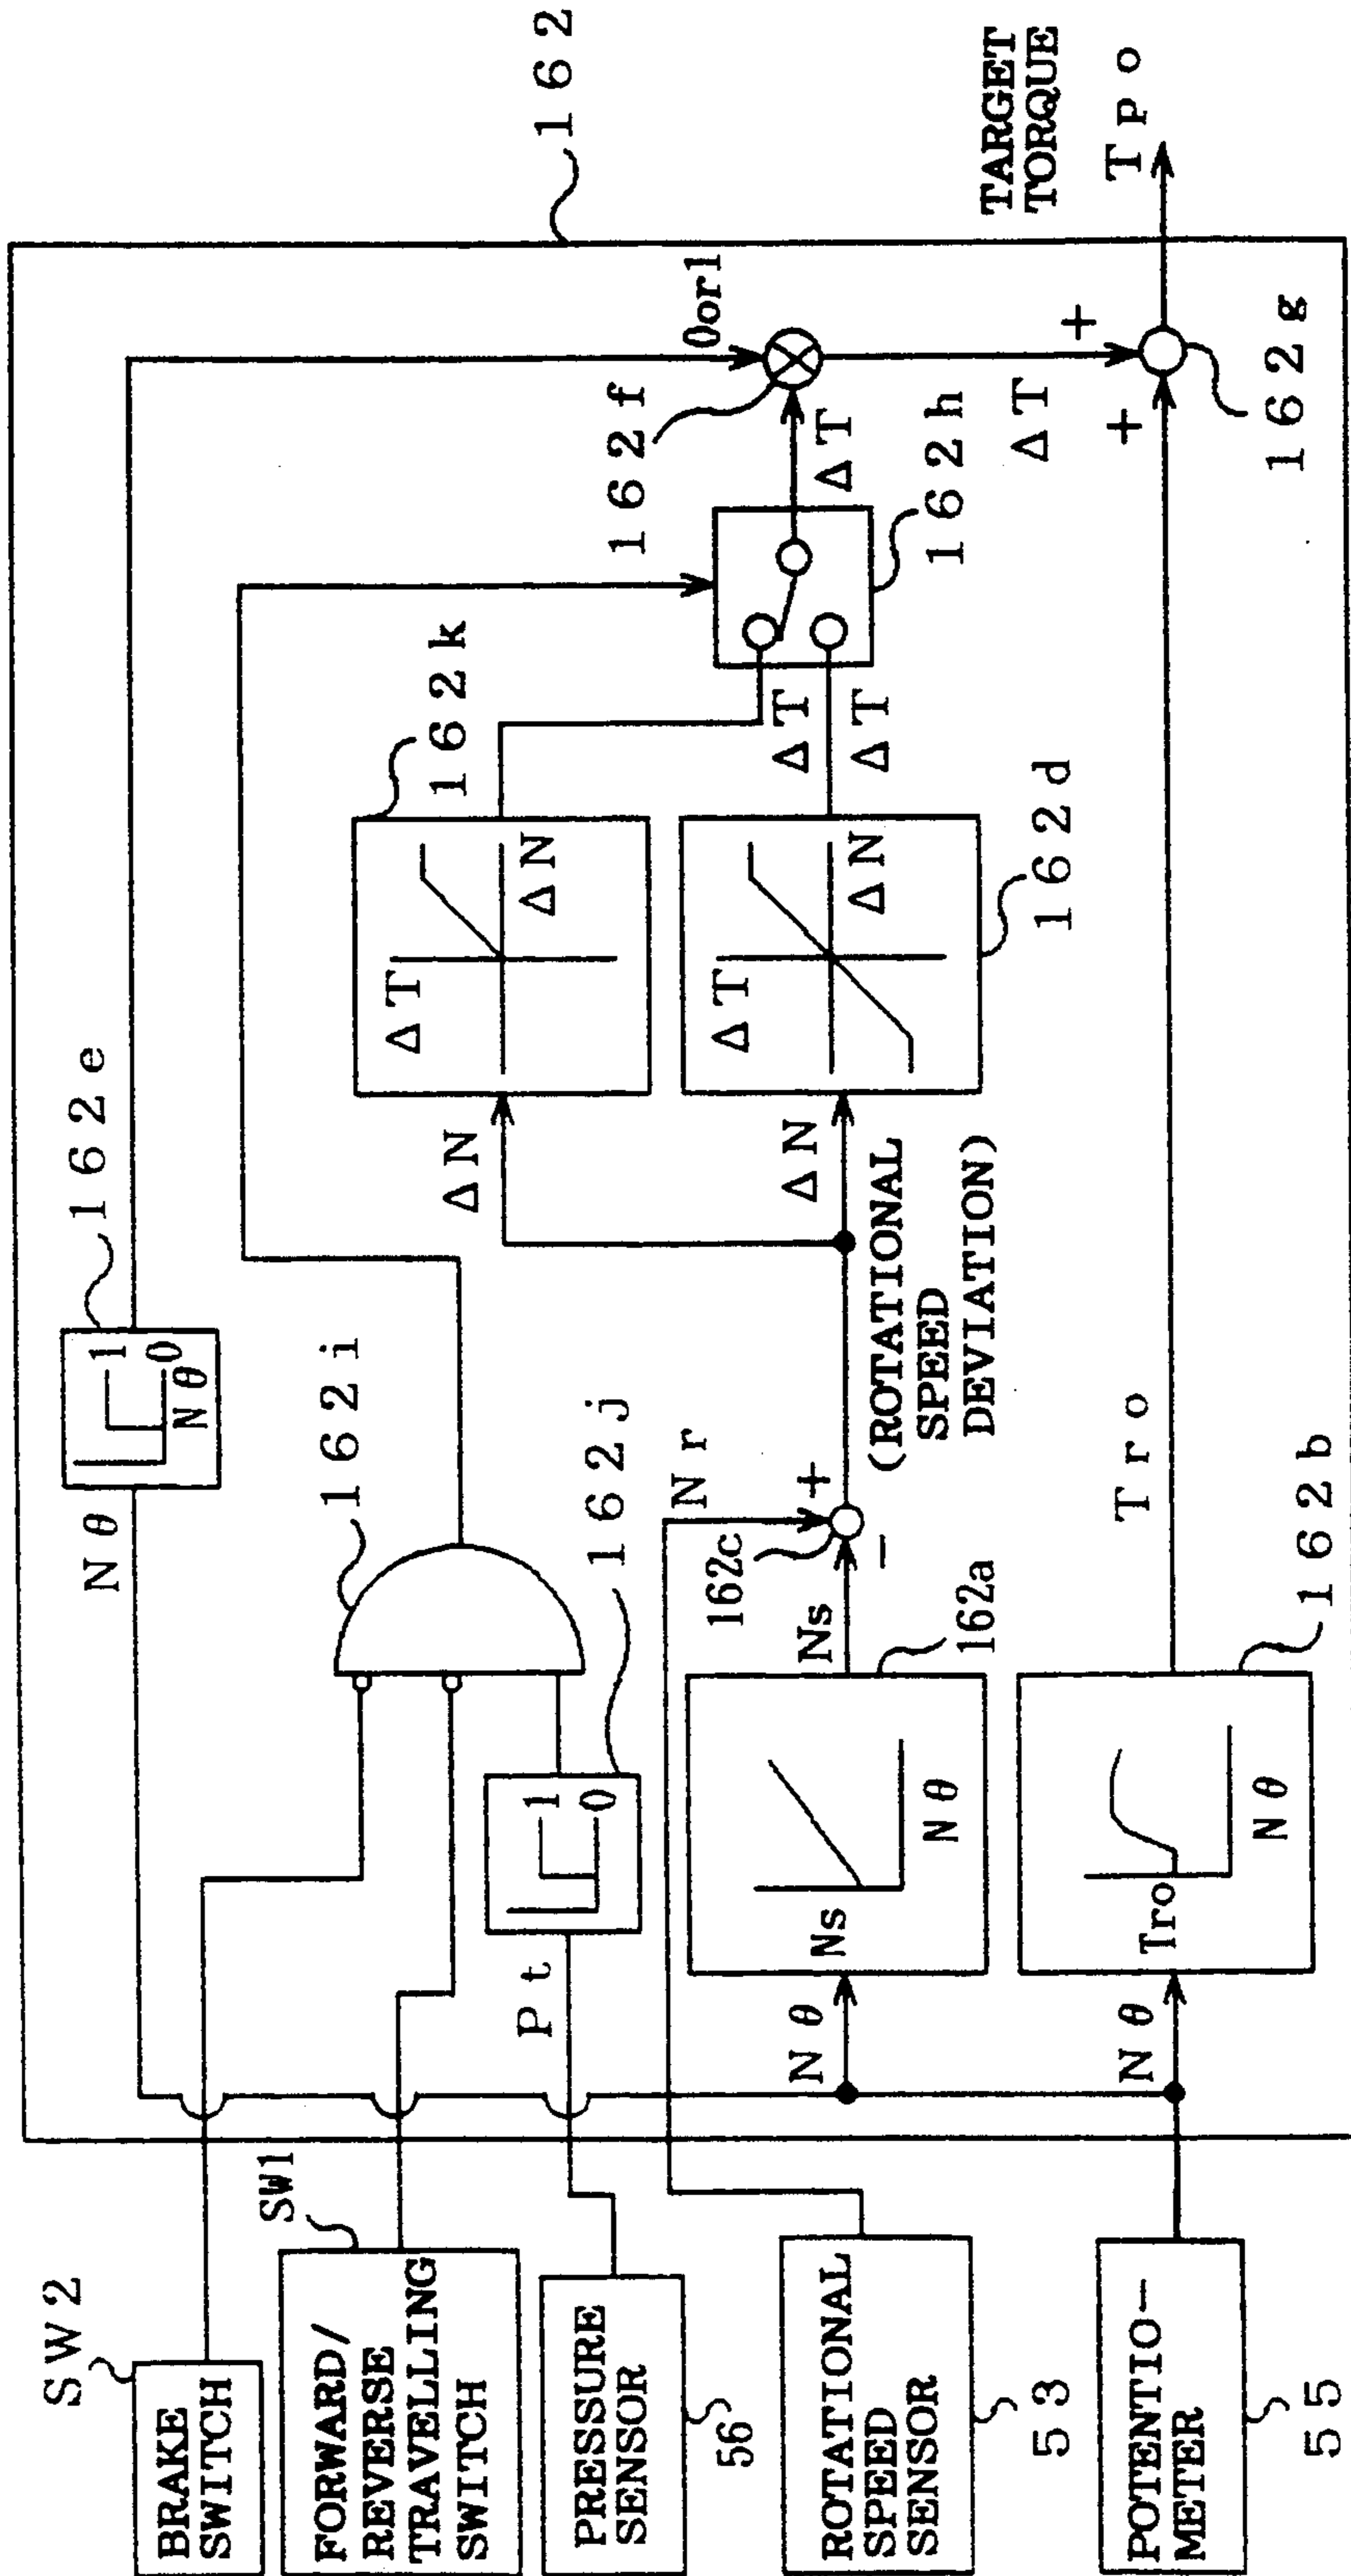 SW2
BRAKE
SWITCH
SW1
FORWARD/
REVERSE
TRAVELLING
SWITCH
PRESSURE
SENSOR
56
ROTATIONAL
SPEED
SENSOR
53
POTENTIO-
METER
55
162
162e
Nθ
1
0
Nθ
162i
162j
Pt
1
0
Nr
162c
+
-
Ns
162a
Ns
Nθ
Nθ
(ROTATIONAL
SPEED
DEVIATION)
162b
Tro
Nθ
Nθ
Tro
162k
ΔT
ΔN
ΔN
162d
ΔT
ΔN
ΔN
ΔT
ΔT
162h
ΔT
162f
0or1
ΔT
+
+
162g
TARGET
TORQUE
Tpo